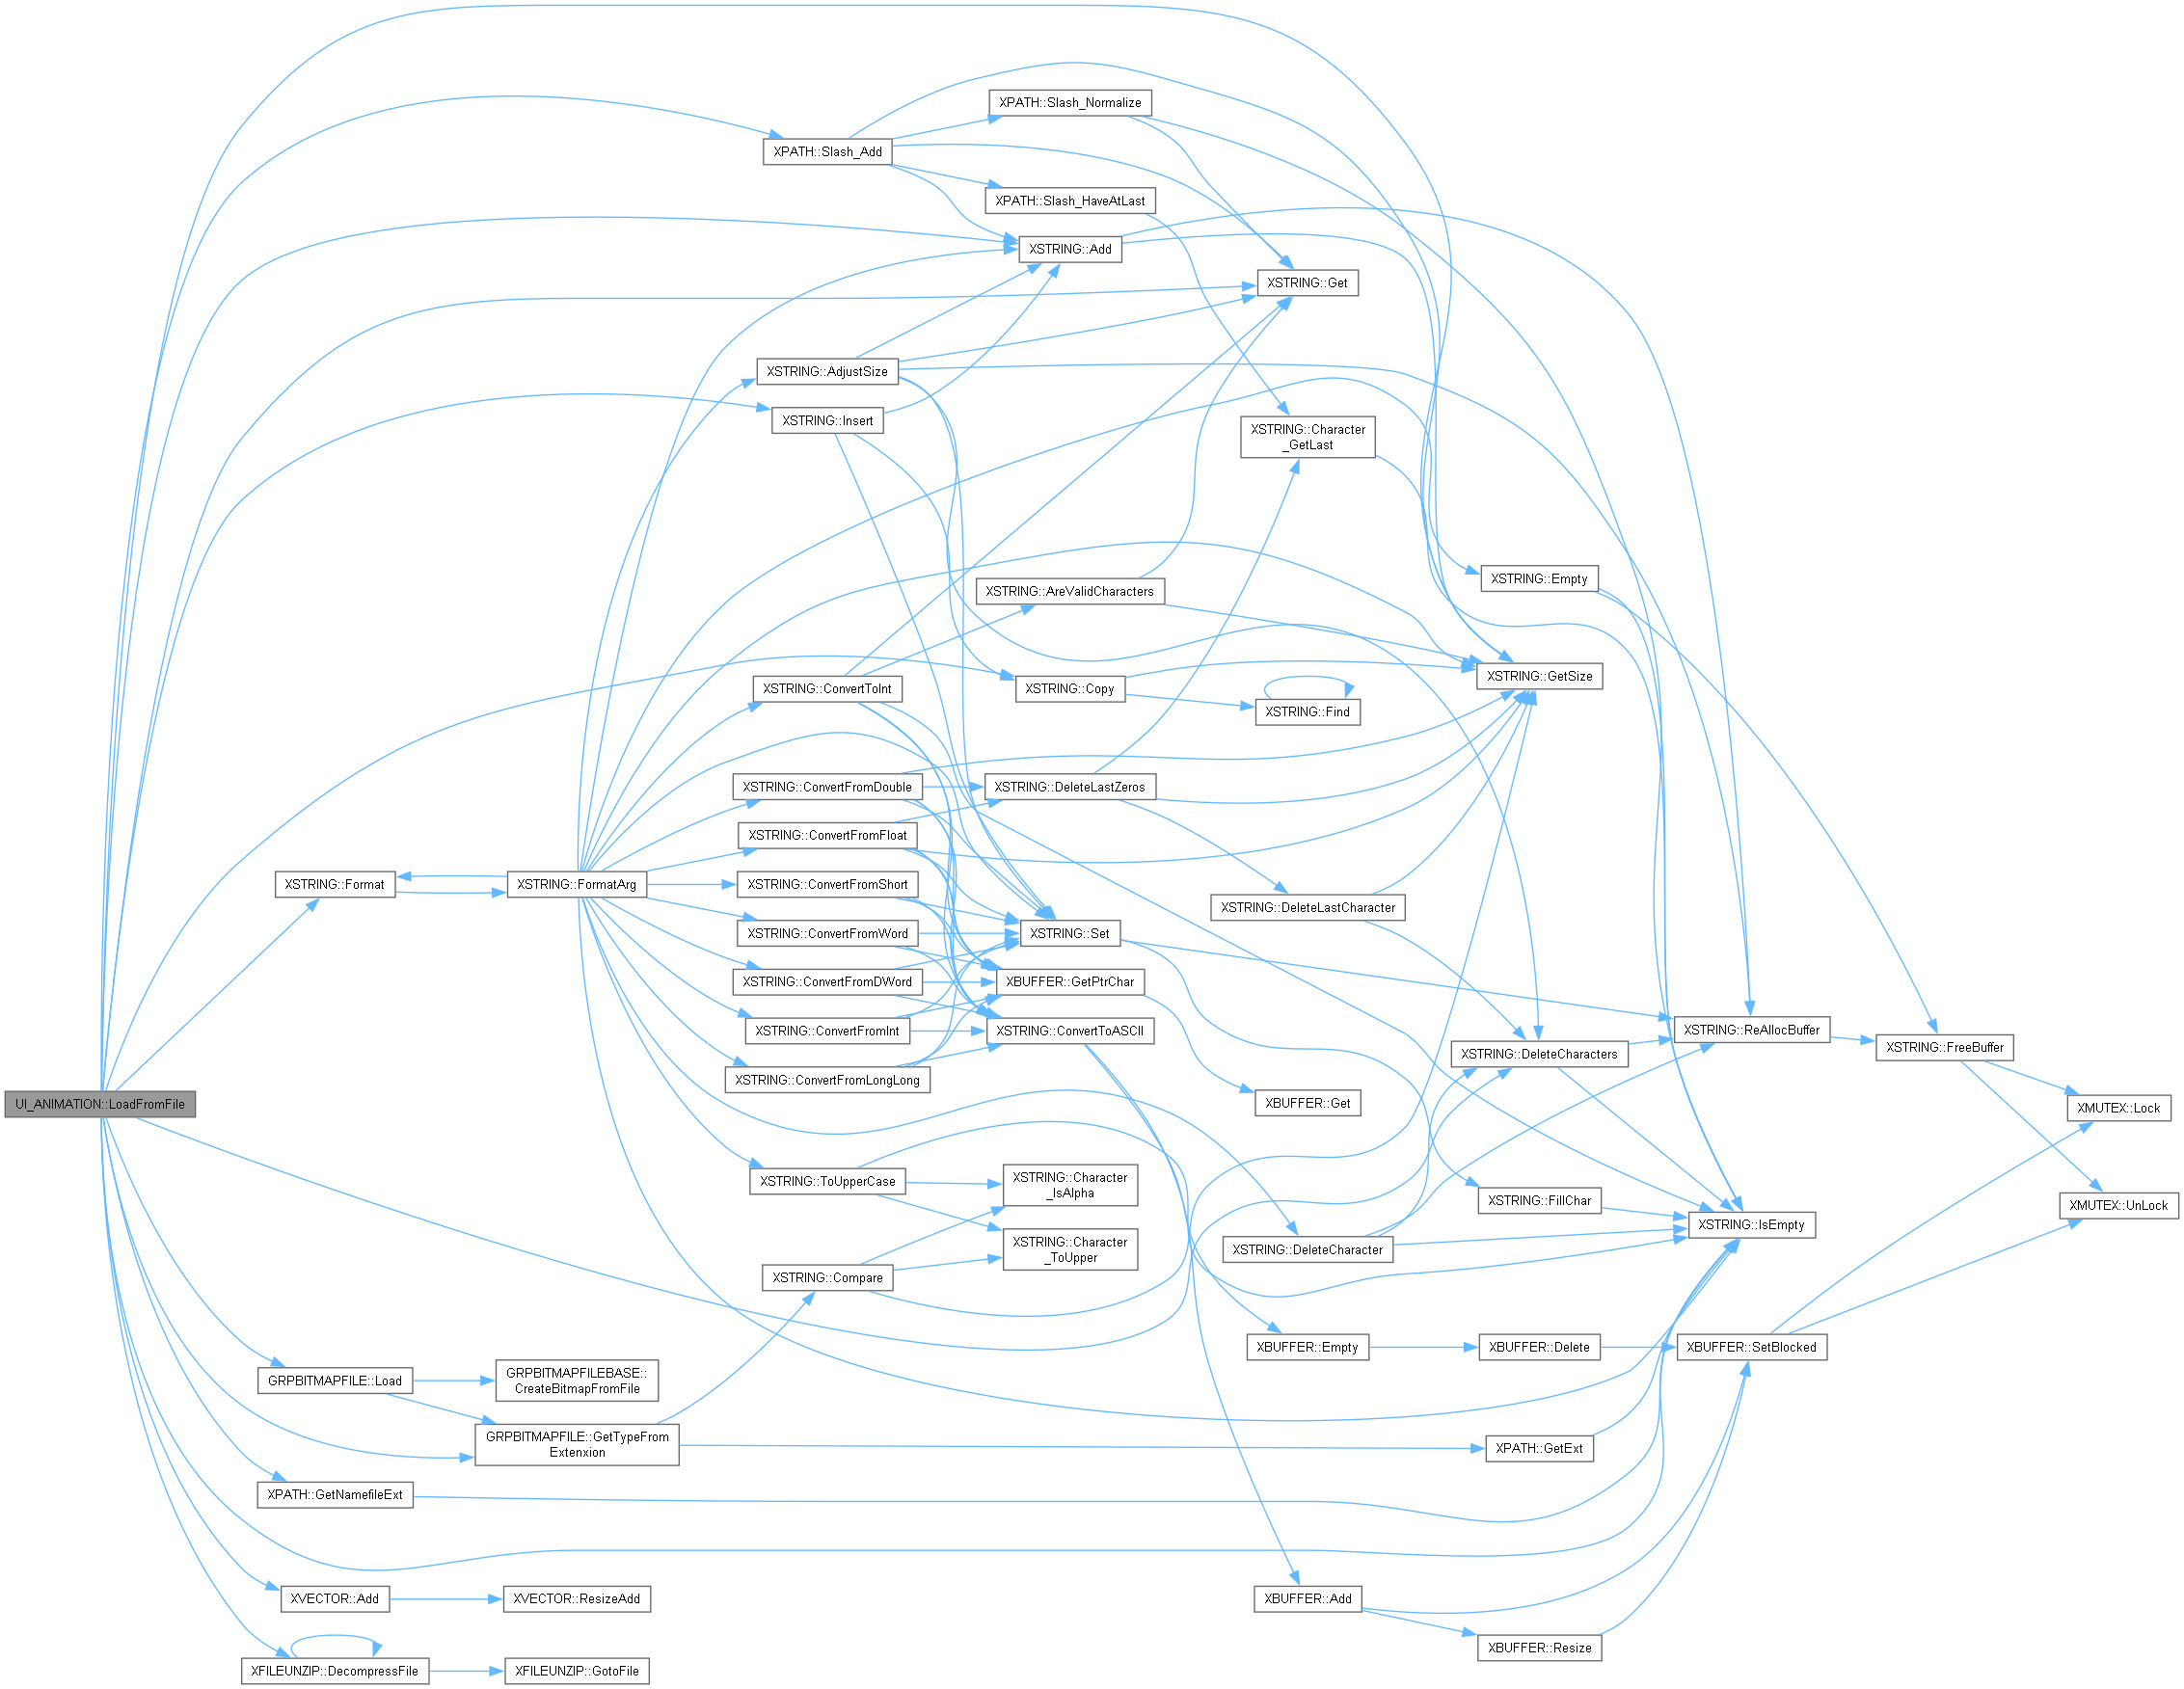 XPATH::Slash_Normalize
XPATH::Slash_Add
XPATH::Slash_HaveAtLast
XSTRING::Add
XSTRING::Get
XSTRING::AdjustSize
XSTRING::Insert
XSTRING::Character
_GetLast
XSTRING::Empty
XSTRING::AreValidCharacters
XSTRING::GetSize
XSTRING::ConvertToInt
XSTRING::Copy
XSTRING::Find
XSTRING::ConvertFromDouble
XSTRING::DeleteLastZeros
XSTRING::ConvertFromFloat
XSTRING::Format
XSTRING::FormatArg
XSTRING::ConvertFromShort
XSTRING::DeleteLastCharacter
XSTRING::ConvertFromWord
XSTRING::Set
XSTRING::ConvertFromDWord
XBUFFER::GetPtrChar
XSTRING::ConvertFromInt
XSTRING::ConvertToASCII
XSTRING::ReAllocBuffer
XSTRING::FreeBuffer
XSTRING::DeleteCharacters
XSTRING::ConvertFromLongLong
UI_ANIMATION::LoadFromFile
XBUFFER::Get
XMUTEX::Lock
XSTRING::ToUpperCase
XSTRING::Character
_IsAlpha
XSTRING::FillChar
XMUTEX::UnLock
XSTRING::IsEmpty
XSTRING::Character
_ToUpper
XSTRING::DeleteCharacter
XSTRING::Compare
XBUFFER::Empty
XBUFFER::Delete
XBUFFER::SetBlocked
GRPBITMAPFILE::Load
GRPBITMAPFILEBASE::
CreateBitmapFromFile
GRPBITMAPFILE::GetTypeFrom
Extenxion
XPATH::GetExt
XPATH::GetNamefileExt
XVECTOR::Add
XVECTOR::ResizeAdd
XBUFFER::Add
XBUFFER::Resize
XFILEUNZIP::DecompressFile
XFILEUNZIP::GotoFile